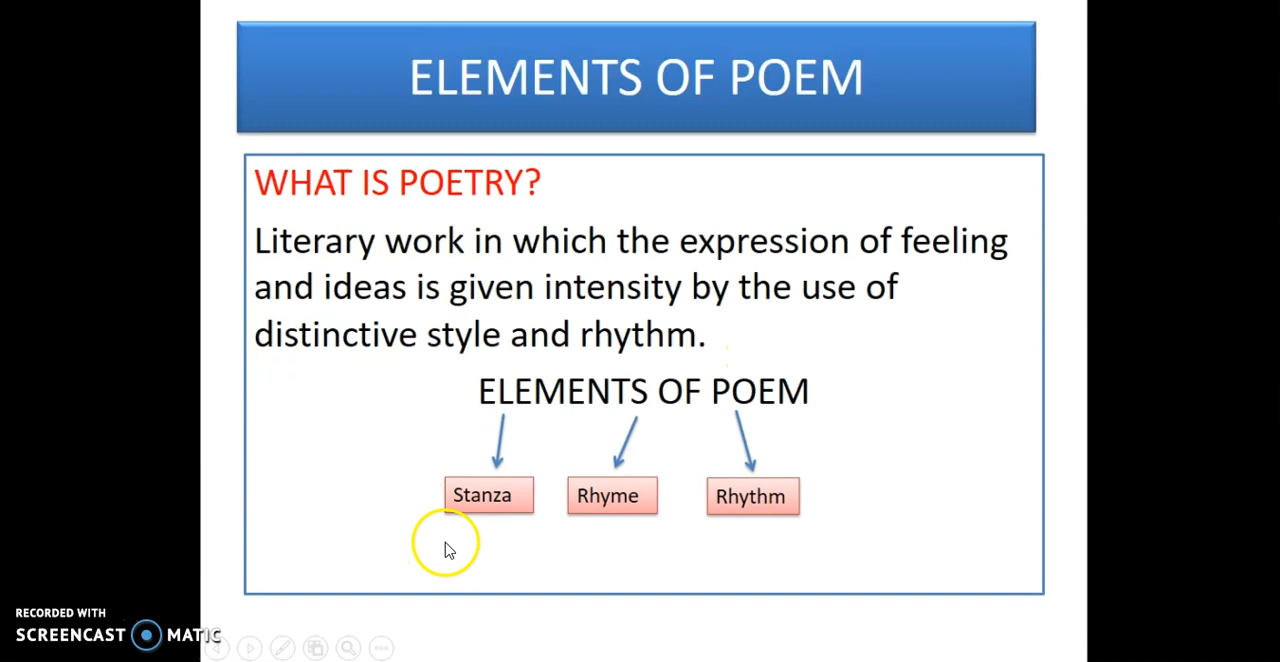 ELEMENTS OF POEM
WHAT IS POETRY?
Literary work in which the expression of feeling
and ideas is given intensity by the use of
distinctive style and rhythm.
ELEMENTS OF POEM
Stanza Rhyme Rhythm
RECORDED WITH
SCREENCAST MATIC